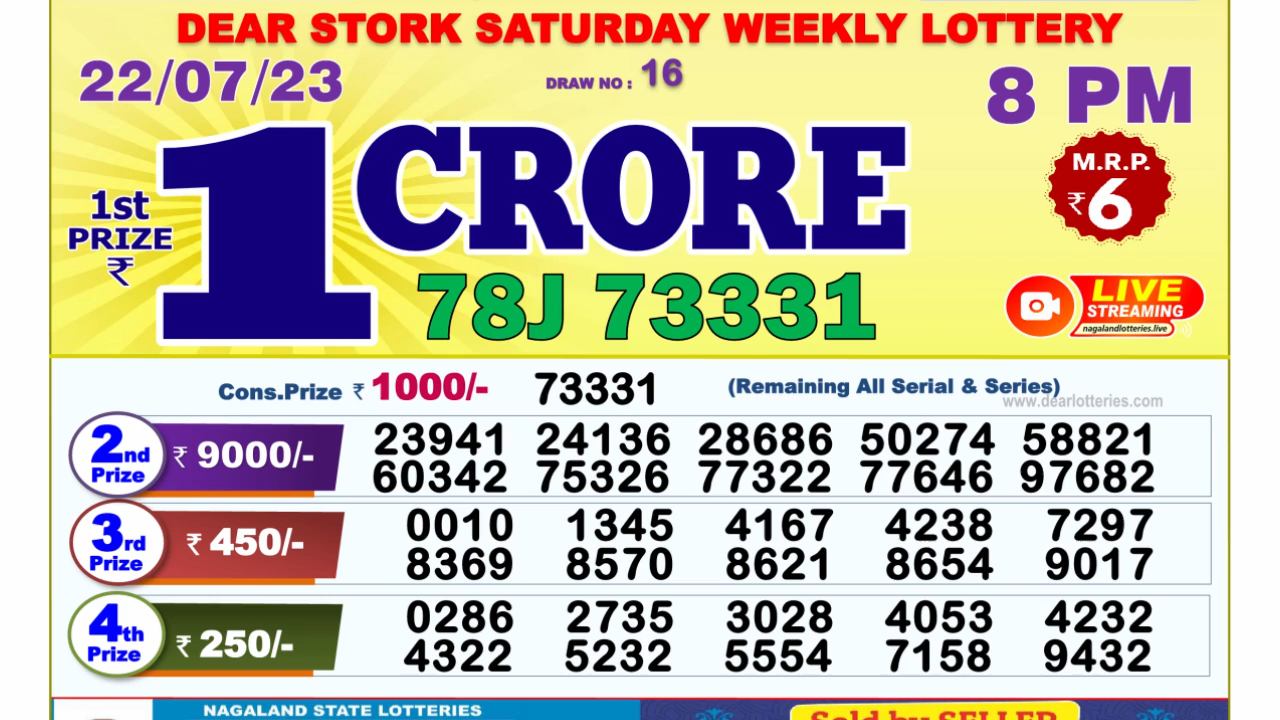 DEAR STORK SATURDAY WEEKLY LOTTERY
22/07/23
DRAW NO : 16
8 PM
1st
PRIZE
₹
1 CRORE
M.R.P.
₹6
78J 73331
LIVE
STREAMING
nagalandlotteries.live
Cons.Prize ₹ 1000/- 73331 (Remaining All Serial & Series)
www.dearlotteries.com
2nd
Prize
₹ 9000/-
23941 24136 28686 50274 58821
60342 75326 77322 77646 97682
3rd
Prize
₹ 450/-
0010 1345 4167 4238 7297
8369 8570 8621 8654 9017
4th
Prize
₹ 250/-
0286 2735 3028 4053 4232
4322 5232 5554 7158 9432
NAGALAND STATE LOTTERIES
Sold by SELLER